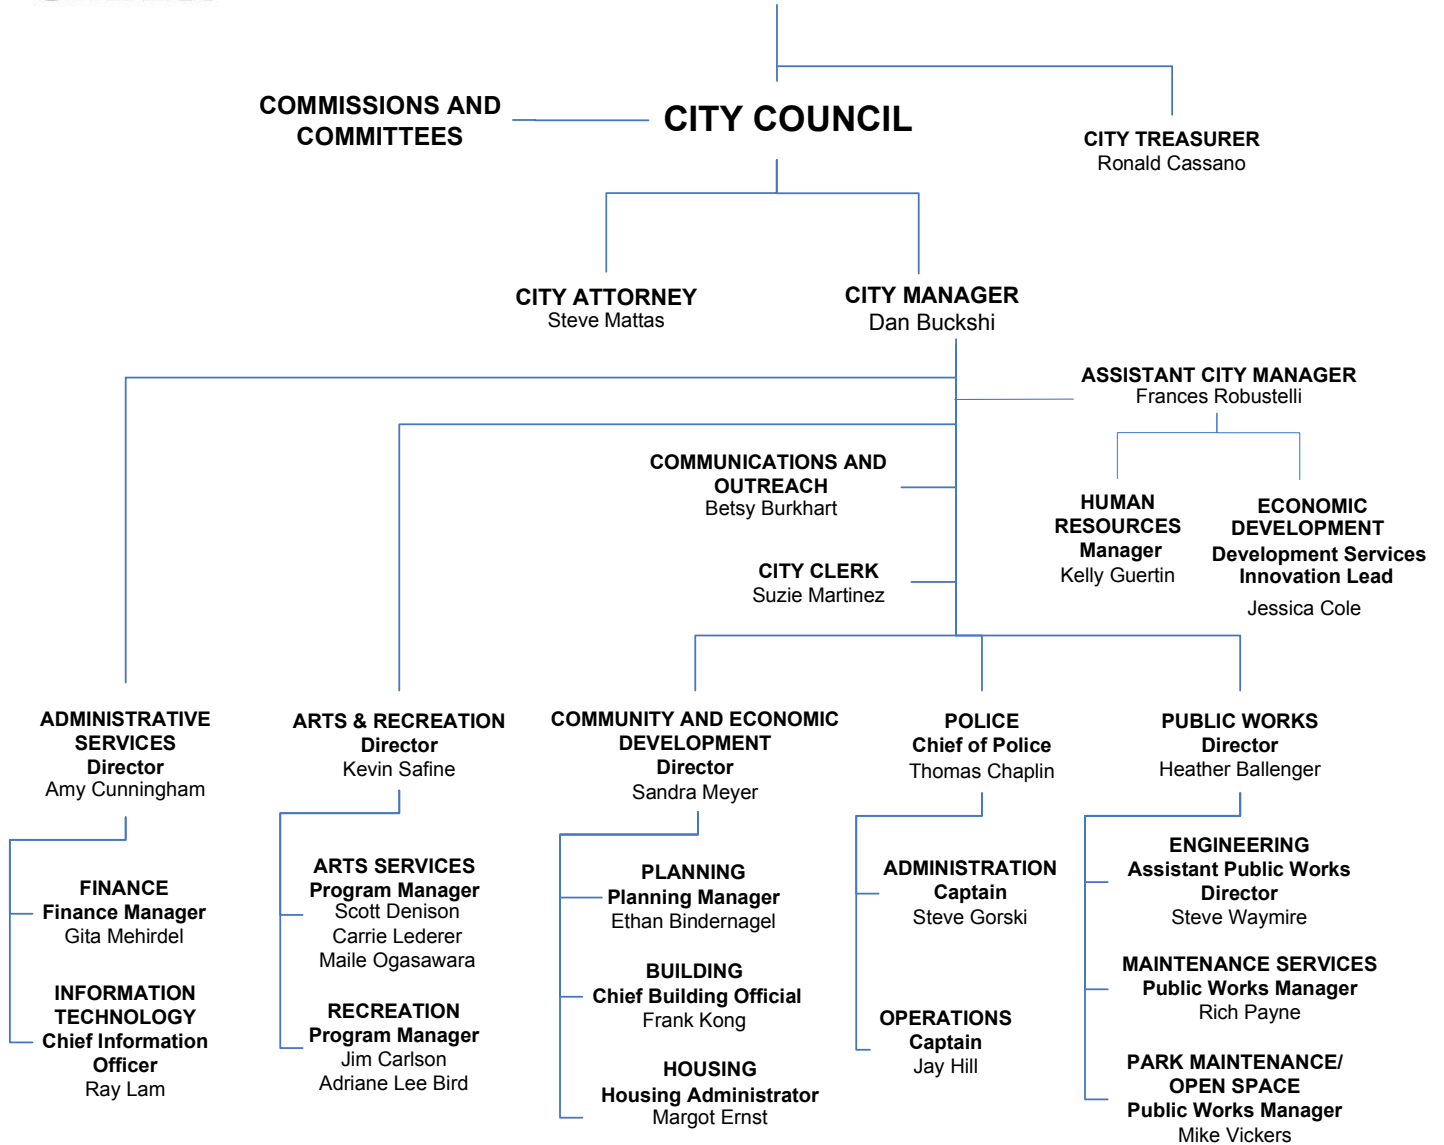 COMMISSIONS AND
COMMITTEES
CITY COUNCIL
CITY TREASURER
Ronald Cassano
CITY ATTORNEY
Steve Mattas
CITY MANAGER
Dan Buckshi
ASSISTANT CITY MANAGER
Frances Robustelli
COMMUNICATIONS AND
OUTREACH
Betsy Burkhart
HUMAN
RESOURCES
Manager
Kelly Guertin
ECONOMIC
DEVELOPMENT
Development Services
Innovation Lead
Jessica Cole
CITY CLERK
Suzie Martinez
ADMINISTRATIVE
SERVICES
Director
Amy Cunningham
FINANCE
Finance Manager
Gita Mehirdel
INFORMATION
TECHNOLOGY
Chief Information
Officer
Ray Lam
ARTS & RECREATION
Director
Kevin Safine
ARTS SERVICES
Program Manager
Scott Denison
Carrie Lederer
Maile Ogasawara
RECREATION
Program Manager
Jim Carlson
Adriane Lee Bird
COMMUNITY AND ECONOMIC
DEVELOPMENT
Director
Sandra Meyer
PLANNING
Planning Manager
Ethan Bindernagel
BUILDING
Chief Building Official
Frank Kong
HOUSING
Housing Administrator
Margot Ernst
POLICE
Chief of Police
Thomas Chaplin
ADMINISTRATION
Captain
Steve Gorski
OPERATIONS
Captain
Jay Hill
PUBLIC WORKS
Director
Heather Ballenger
ENGINEERING
Assistant Public Works
Director
Steve Waymire
MAINTENANCE SERVICES
Public Works Manager
Rich Payne
PARK MAINTENANCE/
OPEN SPACE
Public Works Manager
Mike Vickers